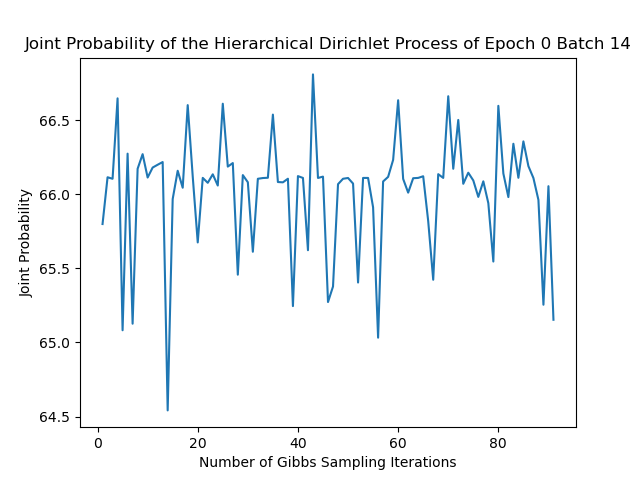 Joint Probability of the Hierarchical Dirichlet Process of Epoch 0 Batch 14
66.5
66.0
65.5
65.0
64.5
Joint Probability
0 20 40 60 80
Number of Gibbs Sampling Iterations